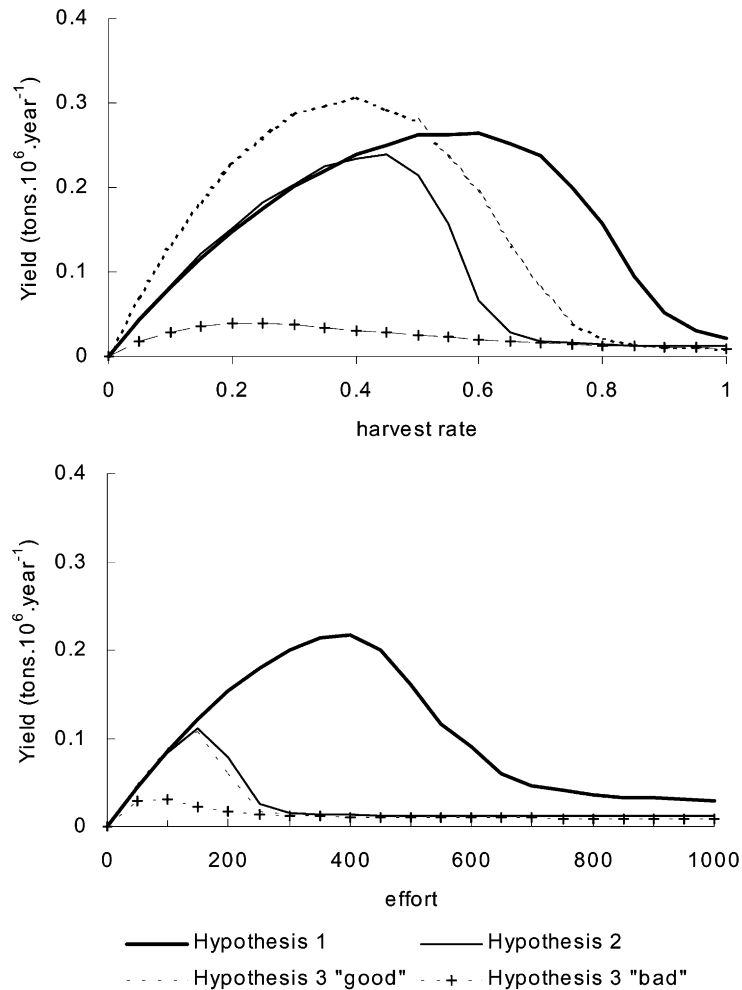 0.4
0.3
0.2
0.1
0
Yield (tons.10⁶.year⁻¹)
0 0.2 0.4 0.6 0.8 1
harvest rate
0.4
0.3
0.2
0.1
0
Yield (tons.10⁶.year⁻¹)
0 200 400 600 800 1000
effort
Hypothesis 1 Hypothesis 2
Hypothesis 3 "good" Hypothesis 3 "bad"